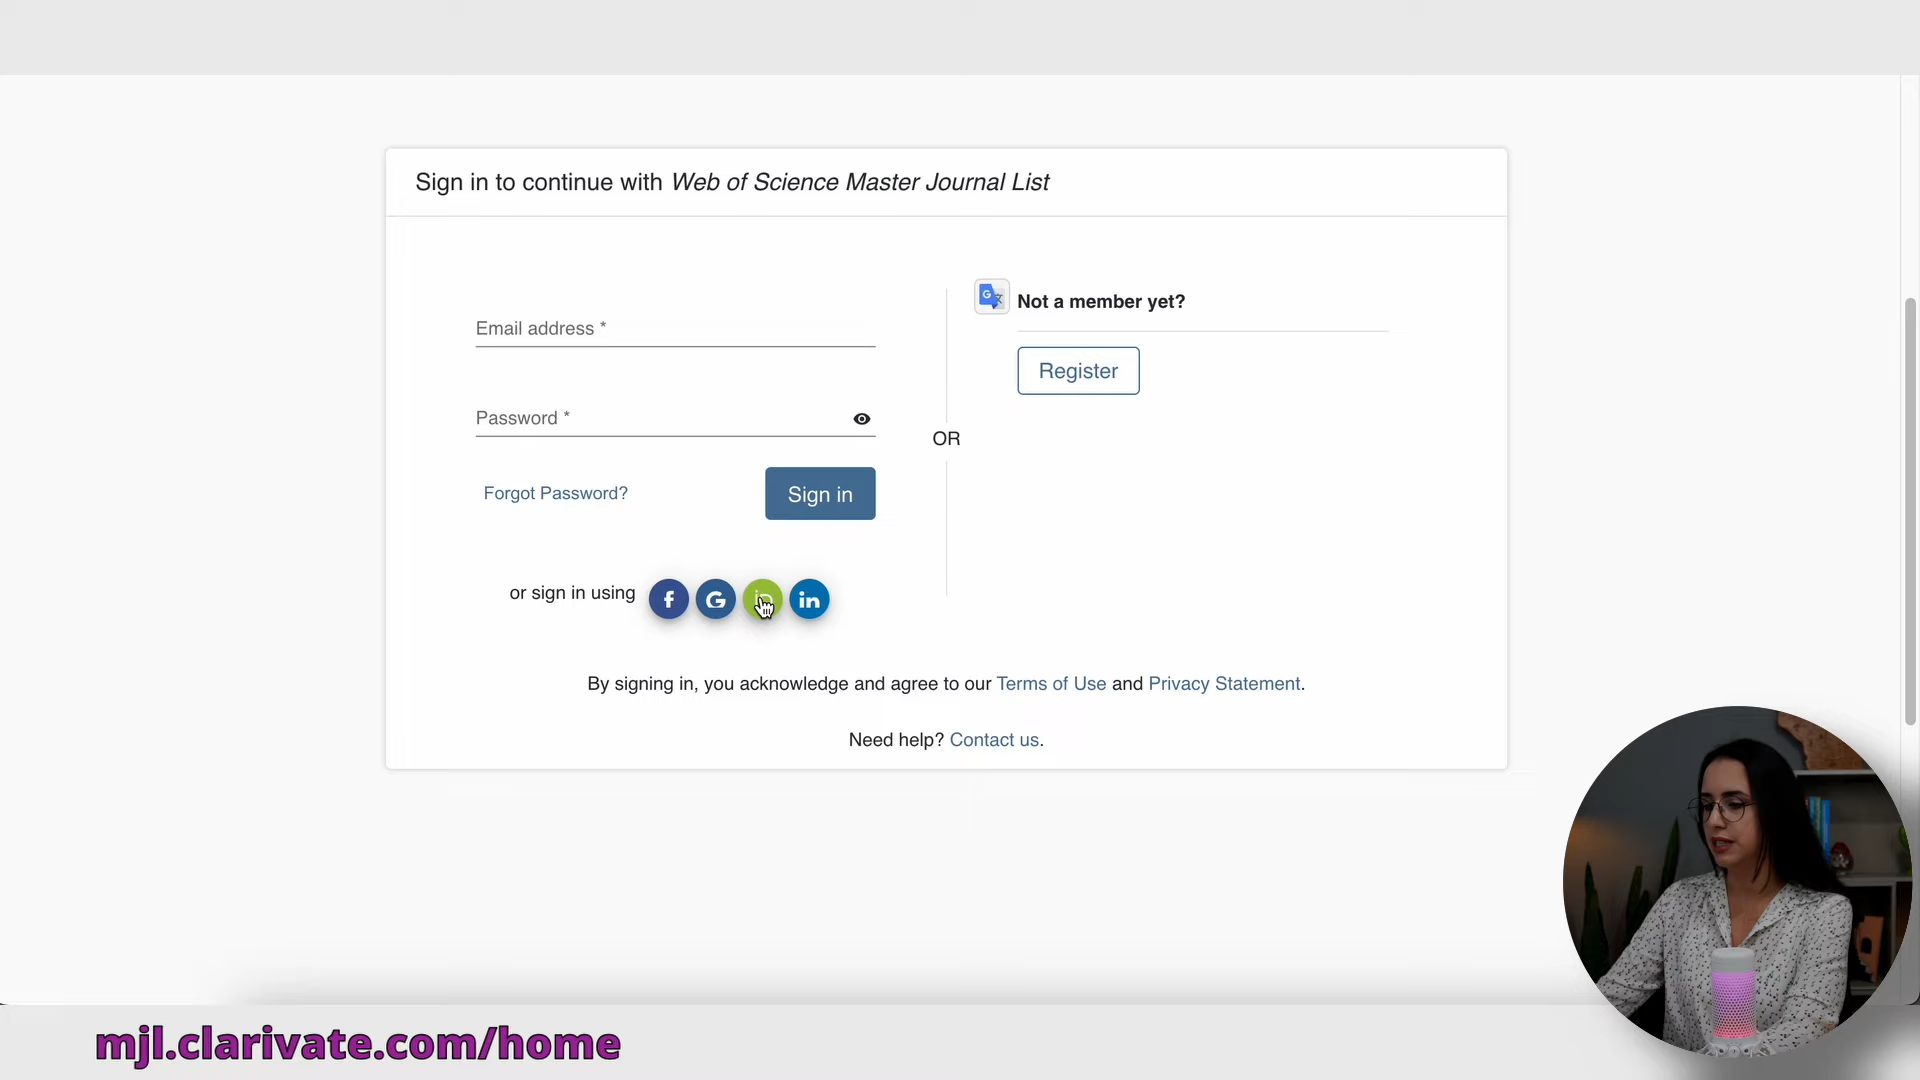 Sign in to continue with Web of Science Master Journal List
Email address *
Password *
Forgot Password?
Sign in
or sign in using
f
G
in
OR
Not a member yet?
Register
By signing in, you acknowledge and agree to our Terms of Use and Privacy Statement.
Need help? Contact us.
mjl.clarivate.com/home